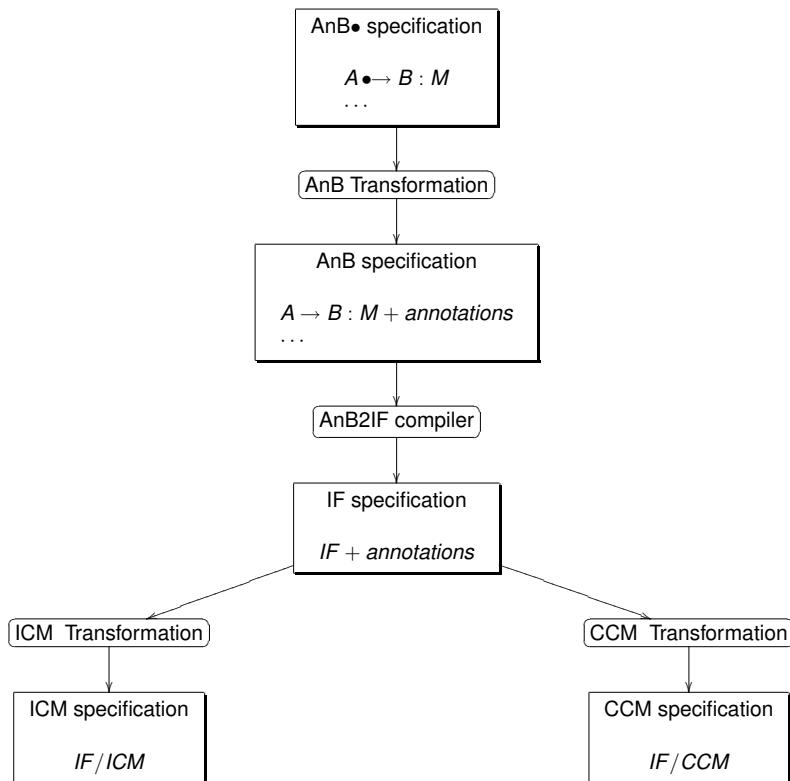 AnB● specification
A ●→ B : M
. . .
AnB Transformation
AnB specification
A → B : M + annotations
. . .
AnB2IF compiler
IF specification
IF + annotations
ICM Transformation
CCM Transformation
ICM specification
CCM specification
IF/ICM
IF/CCM